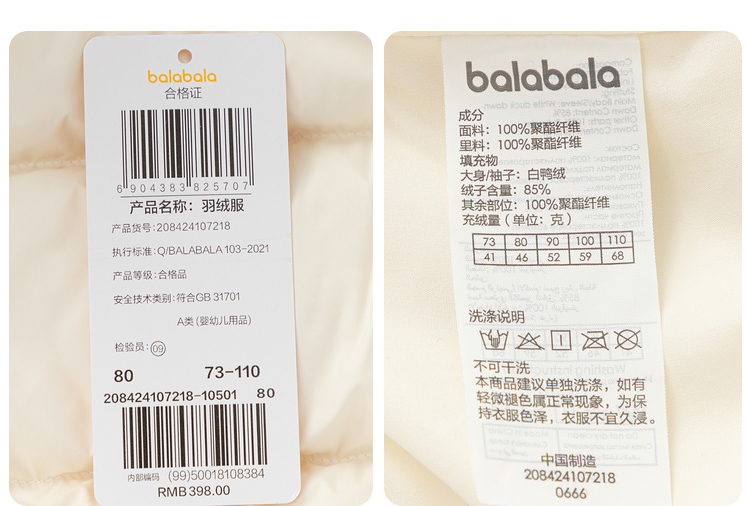 balabala
合格证
6 904383 825707
产品名称：羽绒服
产品货号：208424107218
执行标准：Q/BALABALA 103-2021
产品等级：合格品
安全技术类别：符合GB 31701
A类 (婴幼儿用品)
检验员：09
80 73-110
208424107218-10501 80
内部编码 (99)50018108384
RMB398.00
balabala
成分
面料：100%聚酯纤维
里料：100%聚酯纤维
填充物
大身/袖子：白鸭绒
绒子含量：85%
其余部位：100%聚酯纤维
充绒量（单位：克）
73 80 90 100 110
41 46 52 59 68
洗涤说明
不可干洗
本商品建议单独洗涤，如有
轻微褪色属正常现象，为保
持衣服色泽，衣服不宜久浸。
中国制造
208424107218
0666